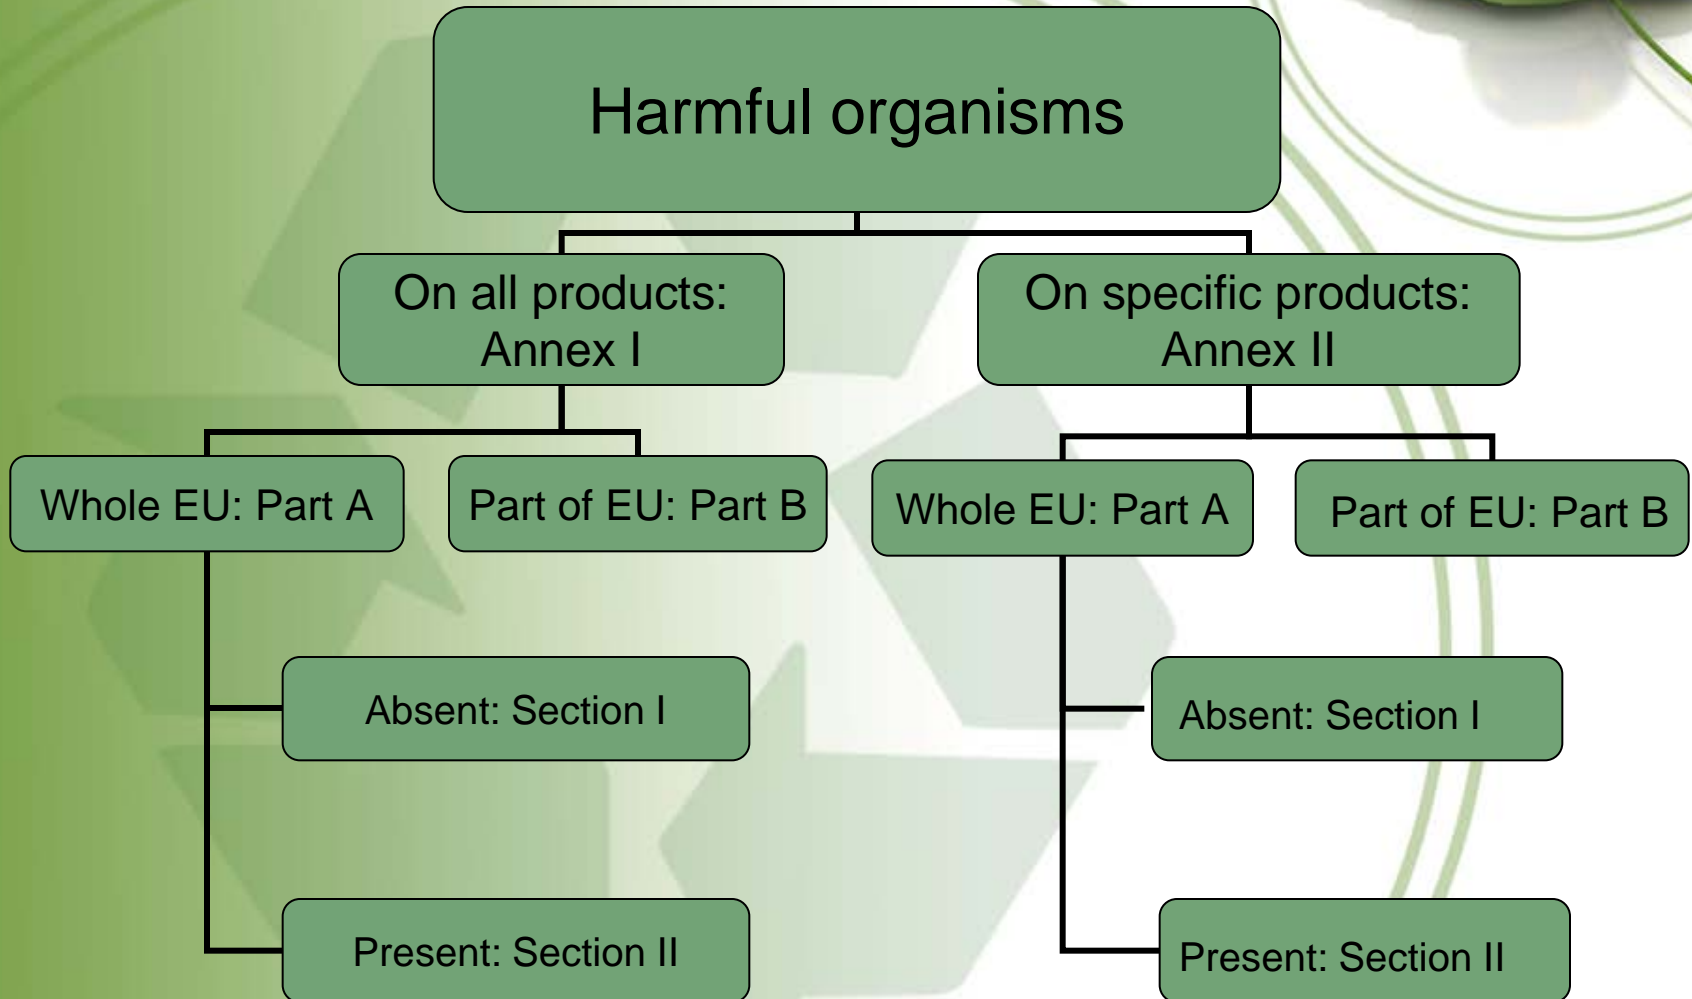 Harmful organisms
On all products:
Annex I
On specific products:
Annex II
Whole EU: Part A
Part of EU: Part B
Whole EU: Part A
Part of EU: Part B
Absent: Section I
Absent: Section I
Present: Section II
Present: Section II